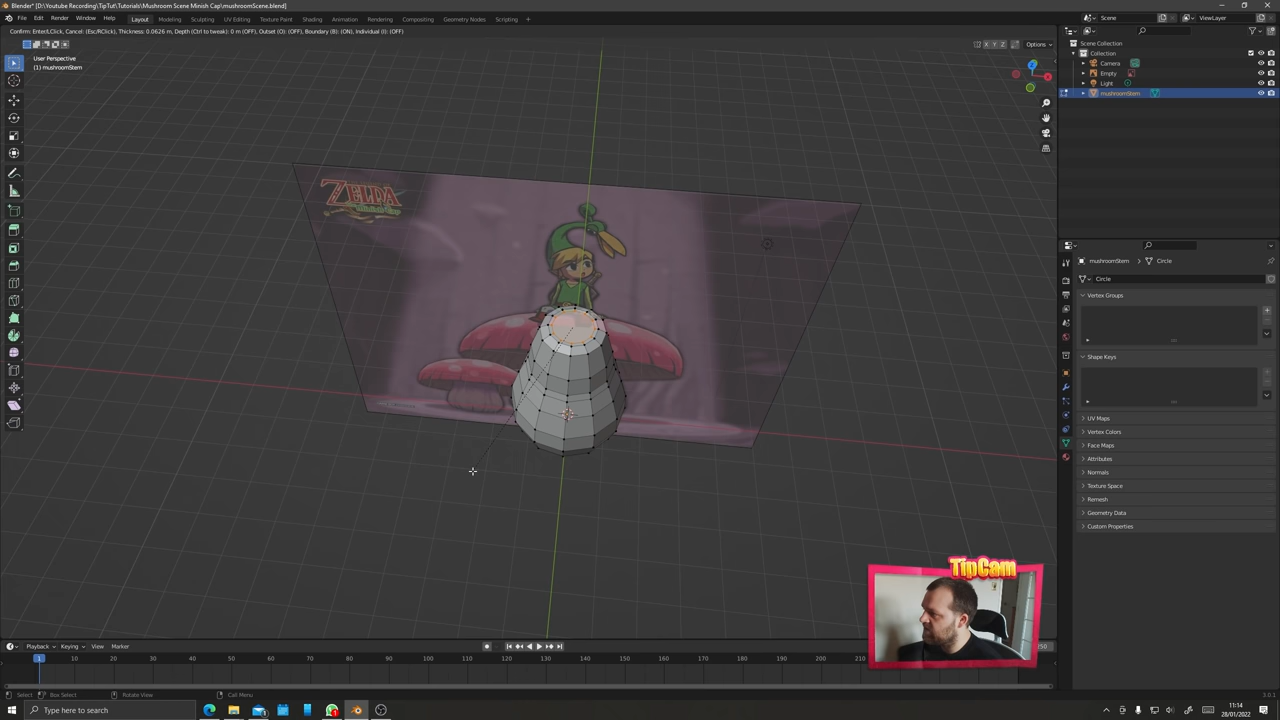 Blender* [D:\Youtube Recording\TipTut\Tutorials\Mushroom Scene Minish Cap\mushroomScene.blend]
File Edit Render Window Help Layout Modeling Sculpting UV Editing Texture Paint Shading Animation Rendering Compositing Geometry Nodes Scripting + Scene ViewLayer
Confirm: Enter/LClick, Cancel: (Esc/RClick), Thickness: 0.0626 m, Depth (Ctrl to tweak): 0 m (OFF), Outset (O): (OFF), Boundary (B): (ON), Individual (I): (OFF)
X Y Z Options
User Perspective
(1) mushroomStem
Scene Collection
Collection
Camera
Empty
Light
mushroomStem
ZELDA
mushroomStem > Circle
Circle
Vertex Groups
Shape Keys
UV Maps
Vertex Colors
Face Maps
Attributes
Normals
Texture Space
Remesh
Geometry Data
Custom Properties
TipCam
Playback Keying View Marker 250
1 10 20 30 40 50 60 70 80 90 100 110 120 130 140 150 160 170 180 190 200 210
Select Box Select Rotate View Call Menu 3.0.1
Type here to search
11:14
28/01/2022